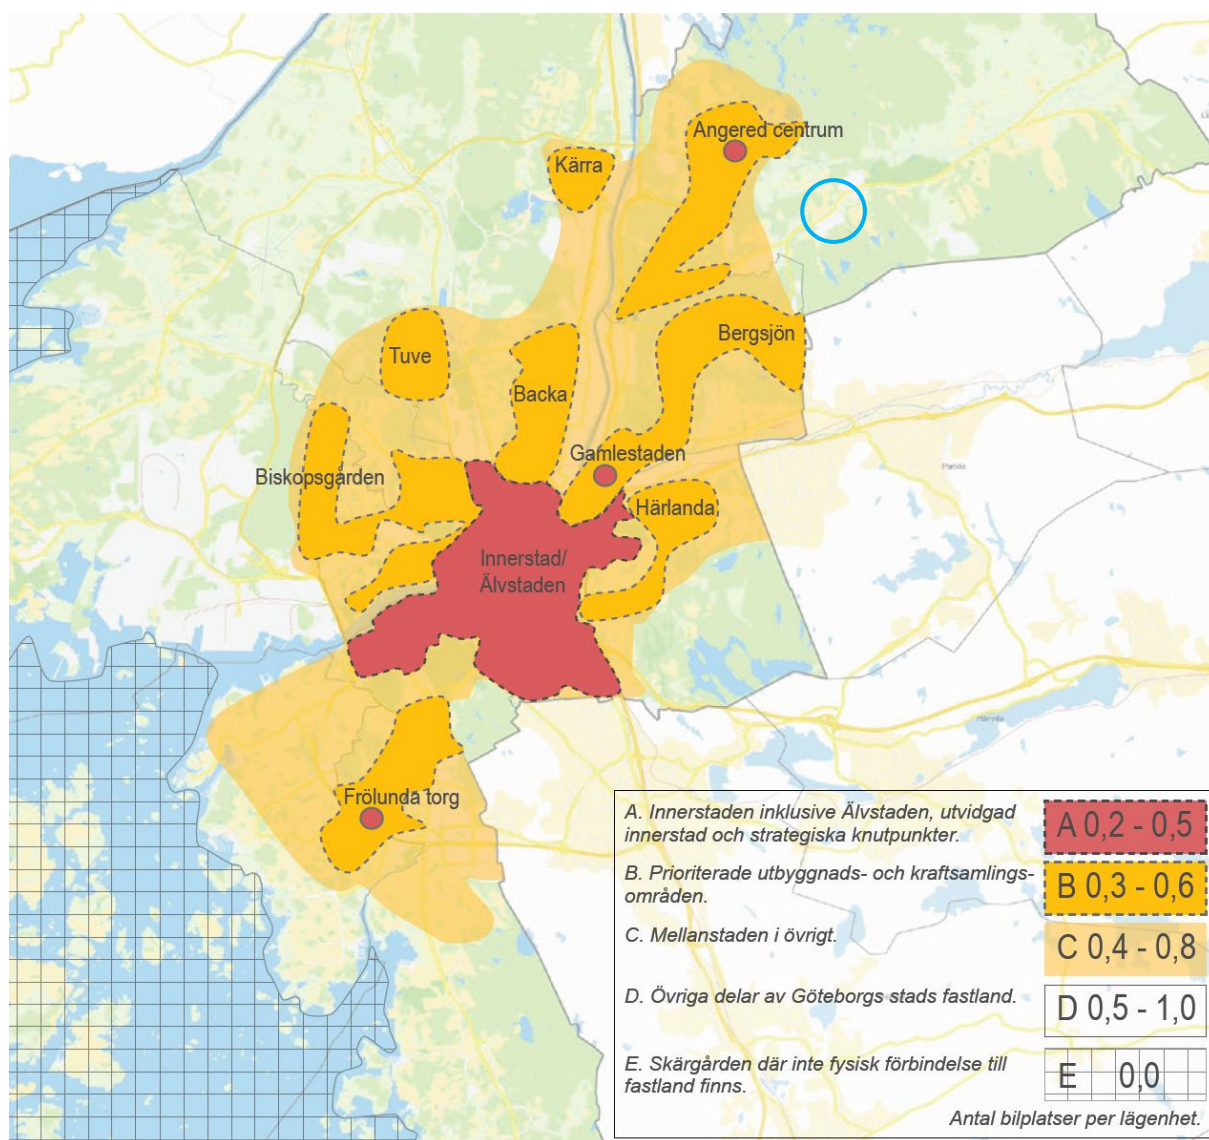 Angered centrum
Kärra
Bergsjön
Tuve
Backa
Gamlestaden
Biskopsgården
Härlanda
Innerstad/
Älvstaden
Frölunda torg
A. Innerstaden inklusive Älvstaden, utvidgad
innerstad och strategiska knutpunkter.
A 0,2 - 0,5
B. Prioriterade utbyggnads- och kraftsamlings-
områden.
B 0,3 - 0,6
C. Mellanstaden i övrigt.
C 0,4 - 0,8
D. Övriga delar av Göteborgs stads fastland.
D 0,5 - 1,0
E. Skärgården där inte fysisk förbindelse till
fastland finns.
E 0,0
Antal bilplatser per lägenhet.